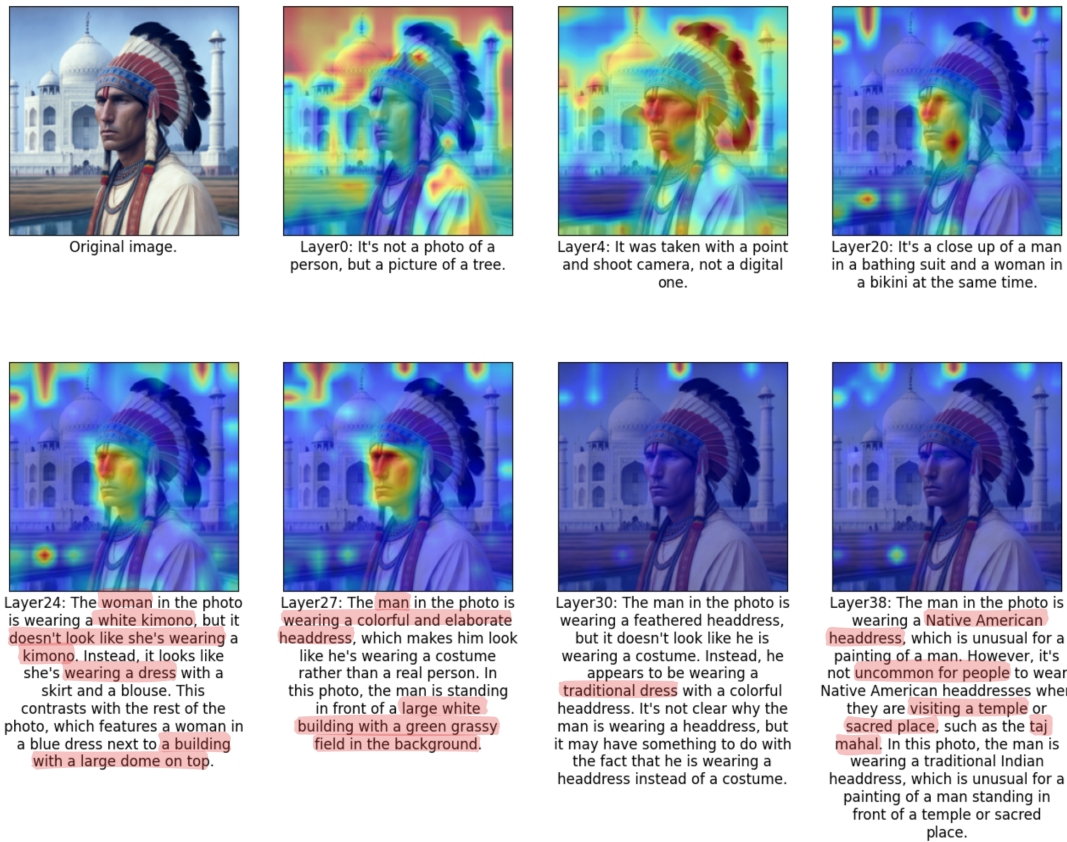 Original image.
Layer0: It's not a photo of a
person, but a picture of a tree.
Layer4: It was taken with a point
and shoot camera, not a digital
one.
Layer20: It's a close up of a man
in a bathing suit and a woman in
a bikini at the same time.
Layer24: The woman in the photo
is wearing a white kimono, but it
doesn't look like she's wearing a
kimono. Instead, it looks like
she's wearing a dress with a
skirt and a blouse. This
contrasts with the rest of the
photo, which features a woman in
a blue dress next to a building
with a large dome on top.
Layer27: The man in the photo is
wearing a colorful and elaborate
headdress, which makes him look
like he's wearing a costume
rather than a real person. In
this photo, the man is standing
in front of a large white
building with a green grassy
field in the background.
Layer30: The man in the photo is
wearing a feathered headdress,
but it doesn't look like he is
wearing a costume. Instead, he
appears to be wearing a
traditional dress with a colorful
headdress. It's not clear why the
man is wearing a headdress, but
it may have something to do with
the fact that he is wearing a
headdress instead of a costume.
Layer38: The man in the photo is
wearing a Native American
headdress, which is unusual for a
painting of a man. However, it's
not uncommon for people to wear
Native American headdresses when
they are visiting a temple or
sacred place, such as the taj
mahal. In this photo, the man is
wearing a traditional Indian
headdress, which is unusual for a
painting of a man standing in
front of a temple or sacred
place.